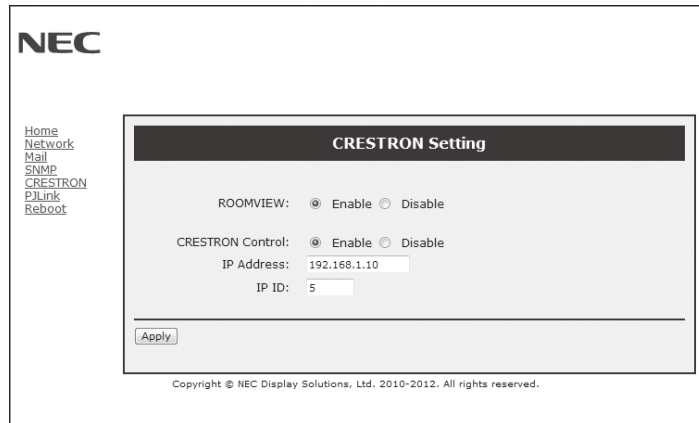 NEC
Home
Network
Mail
SNMP
CRESTRON
PJLink
Reboot
CRESTRON Setting
ROOMVIEW: Enable Disable
CRESTRON Control: Enable Disable
IP Address: 192.168.1.10
IP ID: 5
Apply
Copyright © NEC Display Solutions, Ltd. 2010-2012. All rights reserved.